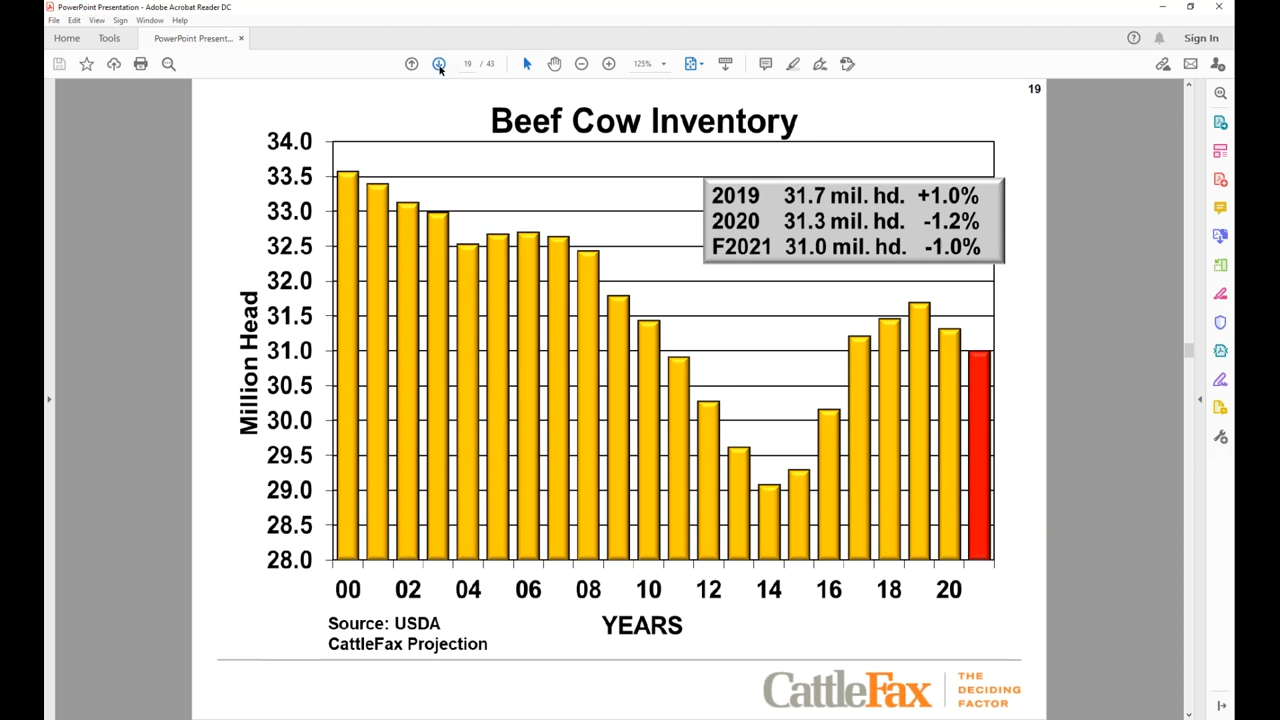 PowerPoint Presentation - Adobe Acrobat Reader DC
File Edit View Sign Window Help
Home Tools PowerPoint Present... × Sign In
19 / 43 125%
19
Beef Cow Inventory
34.0
33.5
33.0
32.5
32.0
31.5
31.0
30.5
30.0
29.5
29.0
28.5
28.0
Million Head
2019 31.7 mil. hd. +1.0%
2020 31.3 mil. hd. -1.2%
F2021 31.0 mil. hd. -1.0%
00 02 04 06 08 10 12 14 16 18 20
YEARS
Source: USDA
CattleFax Projection
CattleFax
THE
DECIDING
FACTOR